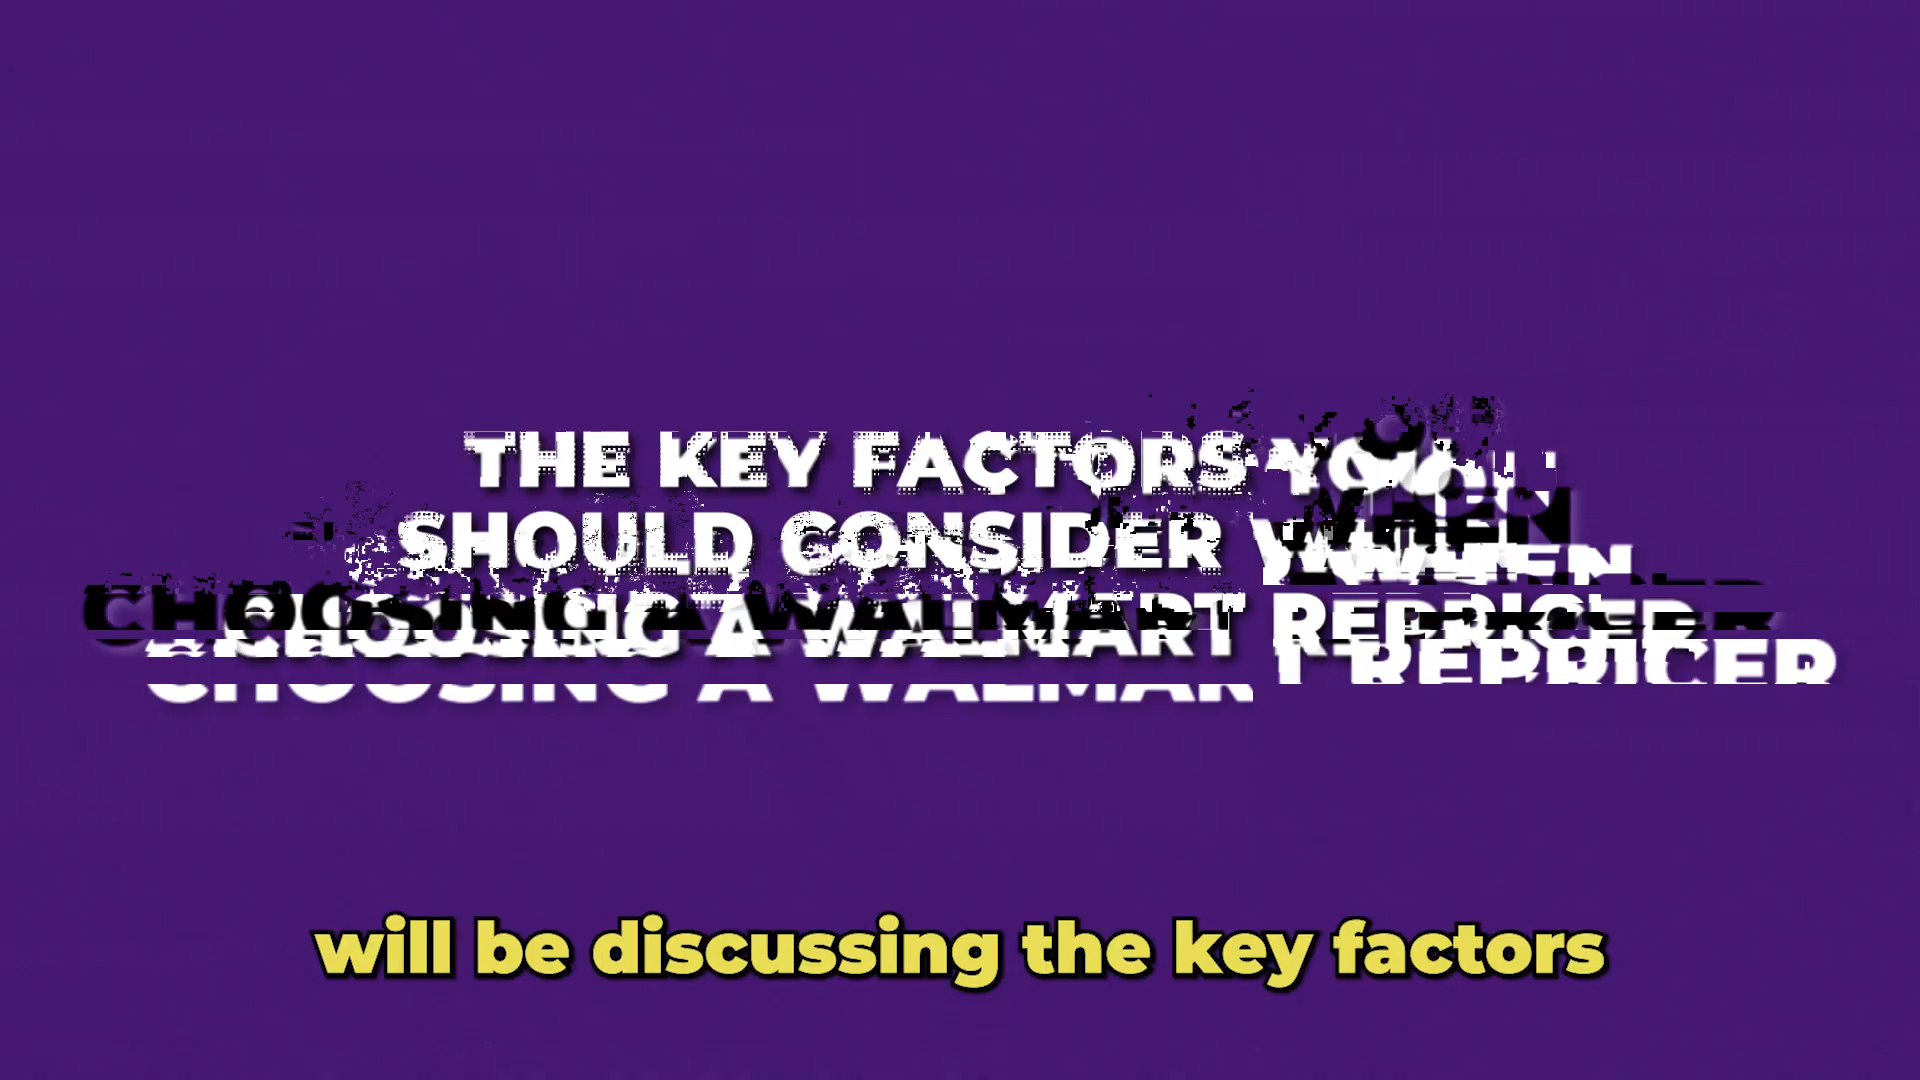 THE KEY FACTORS YOU
SHOULD CONSIDER WHEN
CHOOSING A WALMART REPRICER
will be discussing the key factors